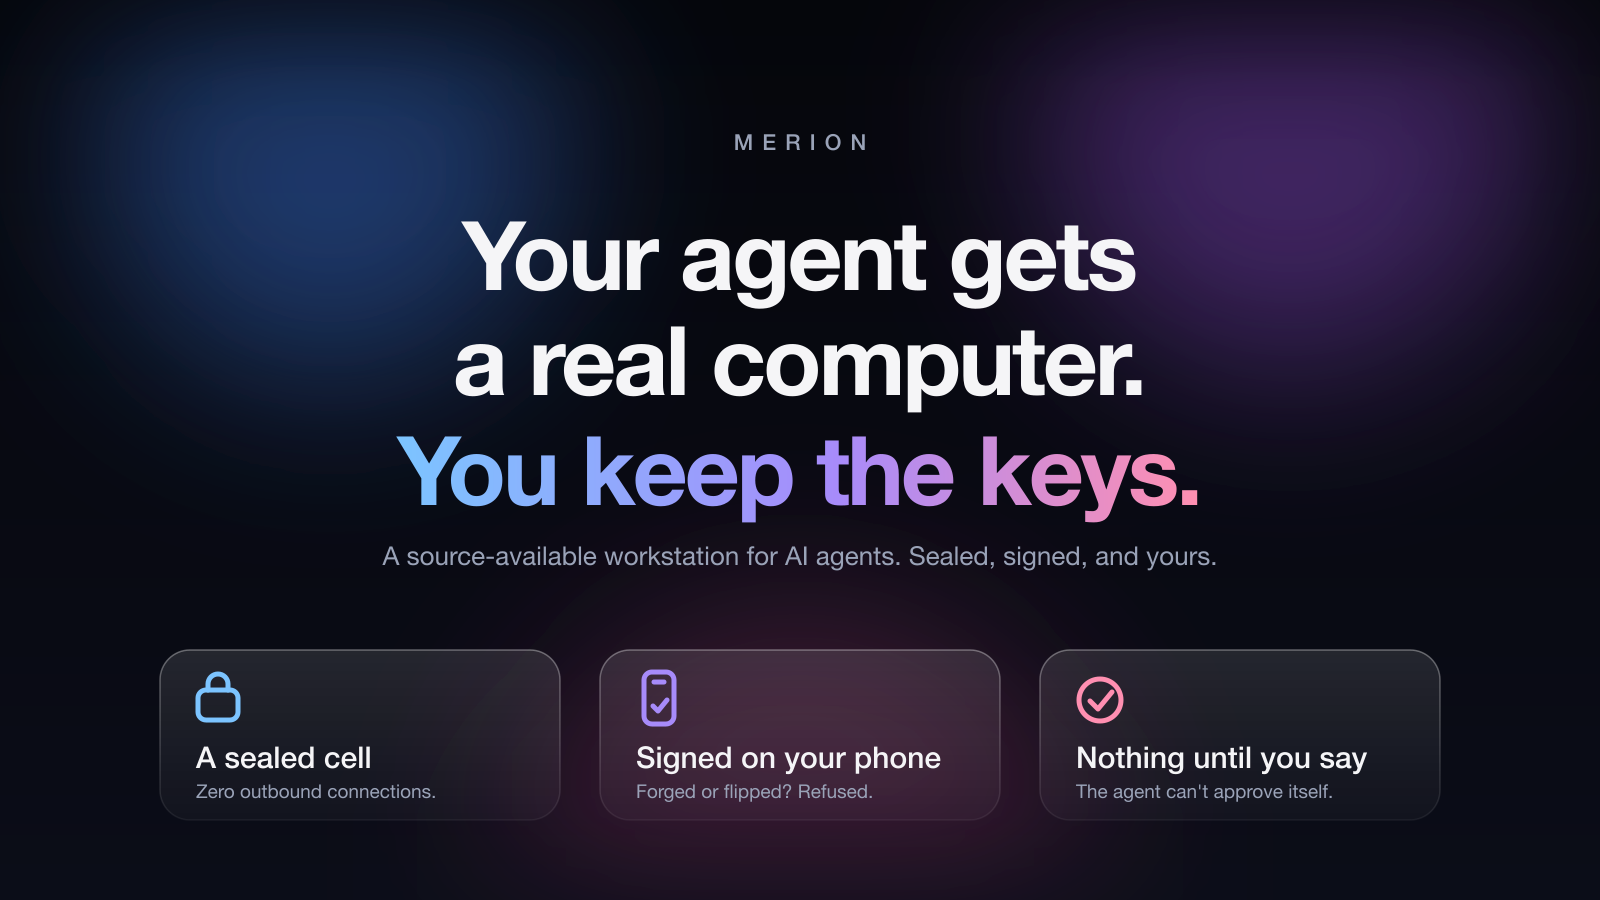 MERION
Your agent gets
a real computer.
You keep the keys.
A source-available workstation for AI agents. Sealed, signed, and yours.
A sealed cell
Zero outbound connections.
Signed on your phone
Forged or flipped? Refused.
Nothing until you say
The agent can't approve itself.